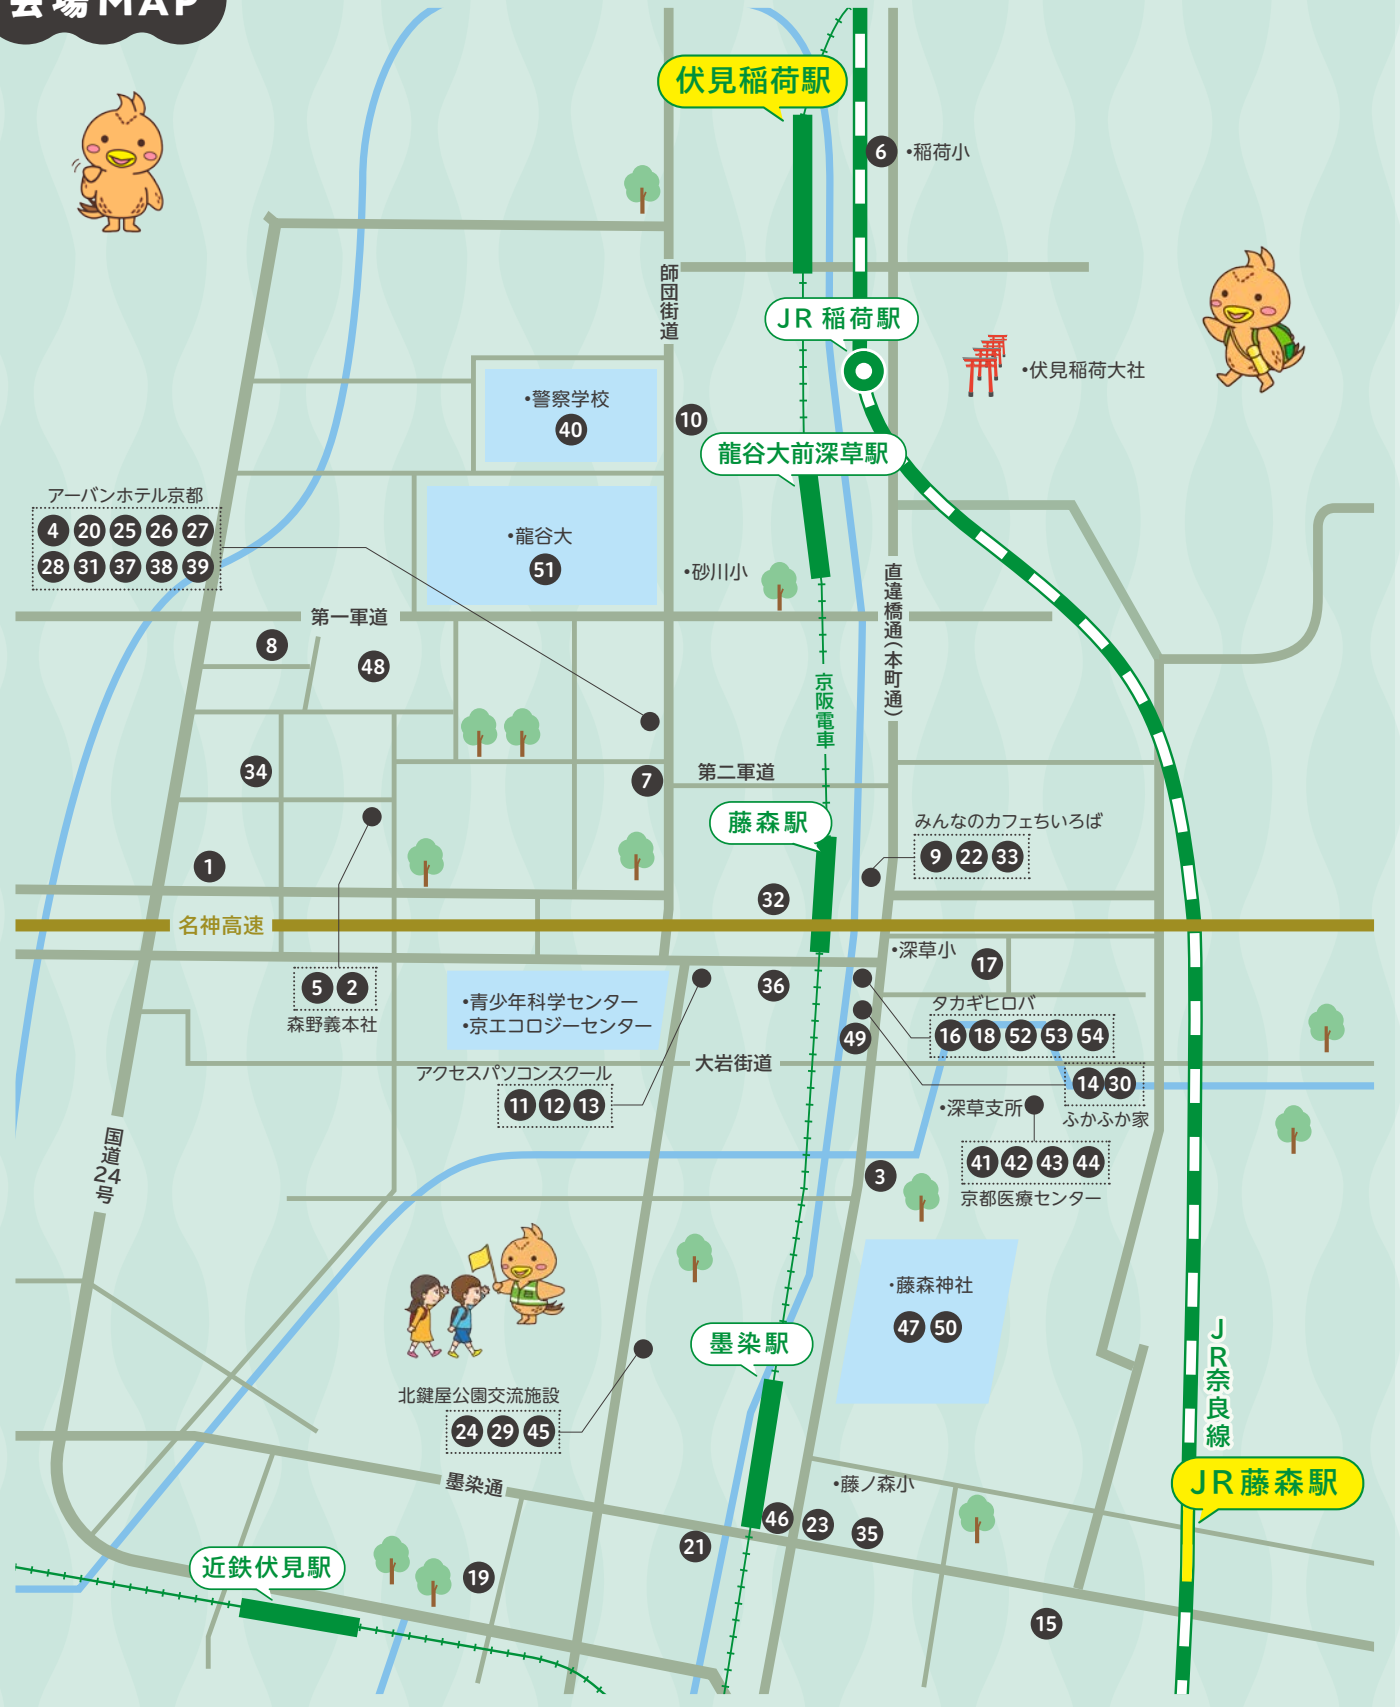 会場MAP
伏見稲荷駅
6
・稲荷小
師団街道
JR 稲荷駅
・伏見稲荷大社
・警察学校
40
10
龍谷大前深草駅
アーバンホテル京都
4 20 25 26 27
28 31 37 38 39
・龍谷大
51
・砂川小
直違橋通(本町通)
第一軍道
8
48
京阪電車
34
7
第二軍道
藤森駅
みんなのカフェちいろば
9 22 33
1
32
名神高速
・深草小
17
5 2
森野義本社
・青少年科学センター
・京エコロジーセンター
36
タカギヒロバ
16 18 52 53 54
49
大岩街道
アクセスパソコンスクール
11 12 13
14 30
ふかふか家
・深草支所
国道24号
41 42 43 44
京都医療センター
3
・藤森神社
47 50
墨染駅
JR奈良線
北鍵屋公園交流施設
24 29 45
墨染通
・藤ノ森小
JR藤森駅
46
23
35
21
近鉄伏見駅
19
15